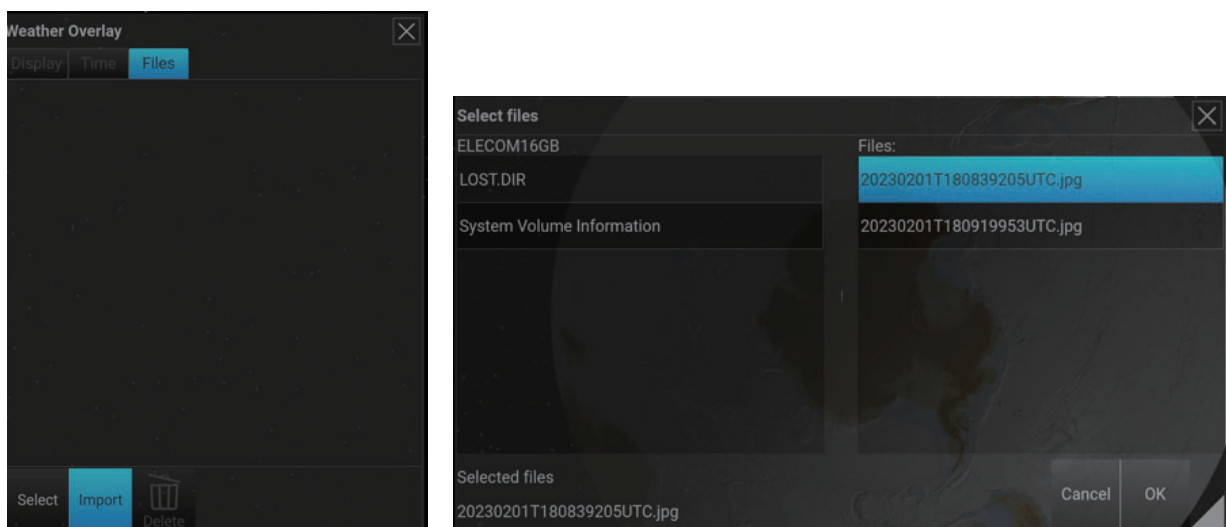 Weather Overlay
Display Time Files
Select Import Delete
Select files
ELECOM16GB Files:
LOST.DIR 20230201T180839205UTC.jpg
System Volume Information 20230201T180919953UTC.jpg
Selected files
20230201T180839205UTC.jpg
Cancel OK